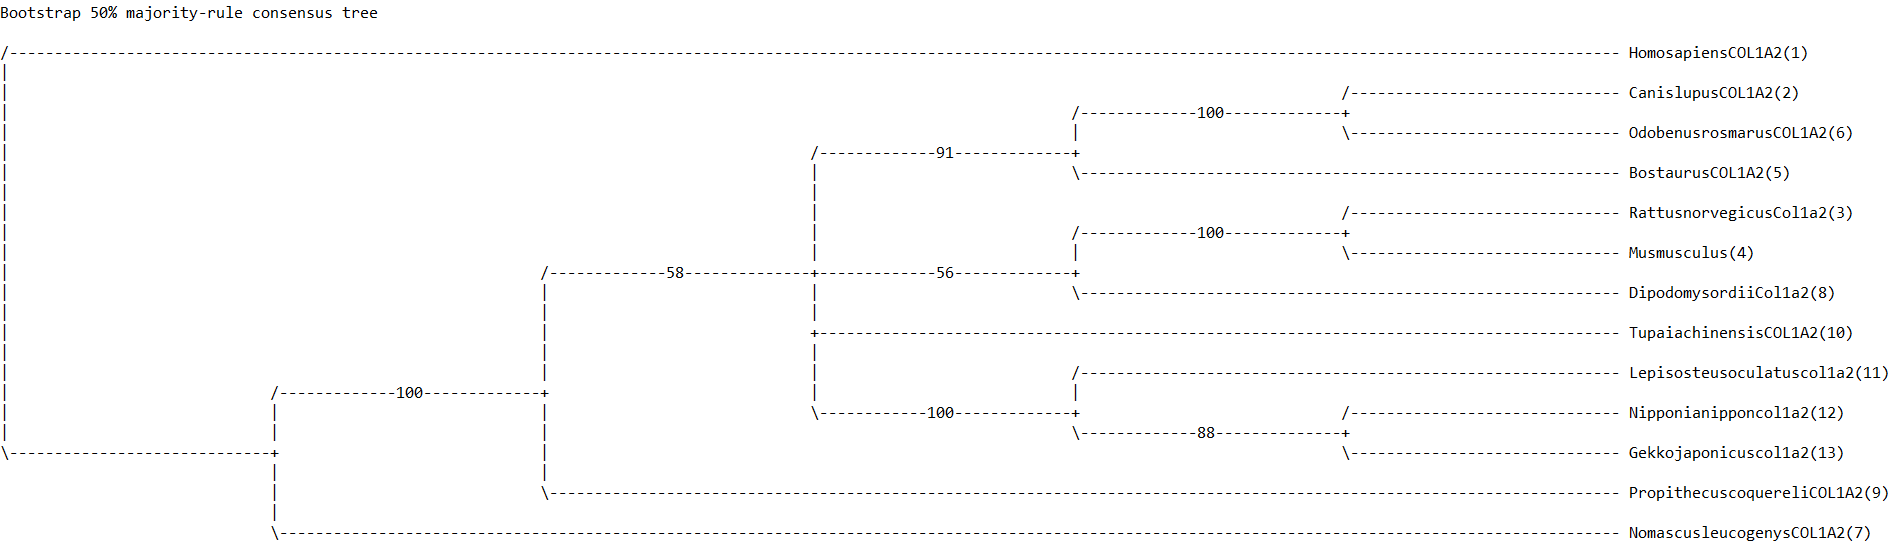 Bootstrap 50% majority-rule consensus tree
HomosapiensCOL1A2(1)
CanislupusCOL1A2(2)
100
OdobenusrosmarusCOL1A2(6)
91
BostaurusCOL1A2(5)
RattusnorvegicusCol1a2(3)
100
Musmusculus(4)
58
56
DipodomysordiiCol1a2(8)
TupaiachinensisCOL1A2(10)
Lepisosteusoculatuscol1a2(11)
100
100
Nipponianipponcol1a2(12)
88
Gekkojaponicuscol1a2(13)
PropithecuscoquereliCOL1A2(9)
NomascusleucogenysCOL1A2(7)